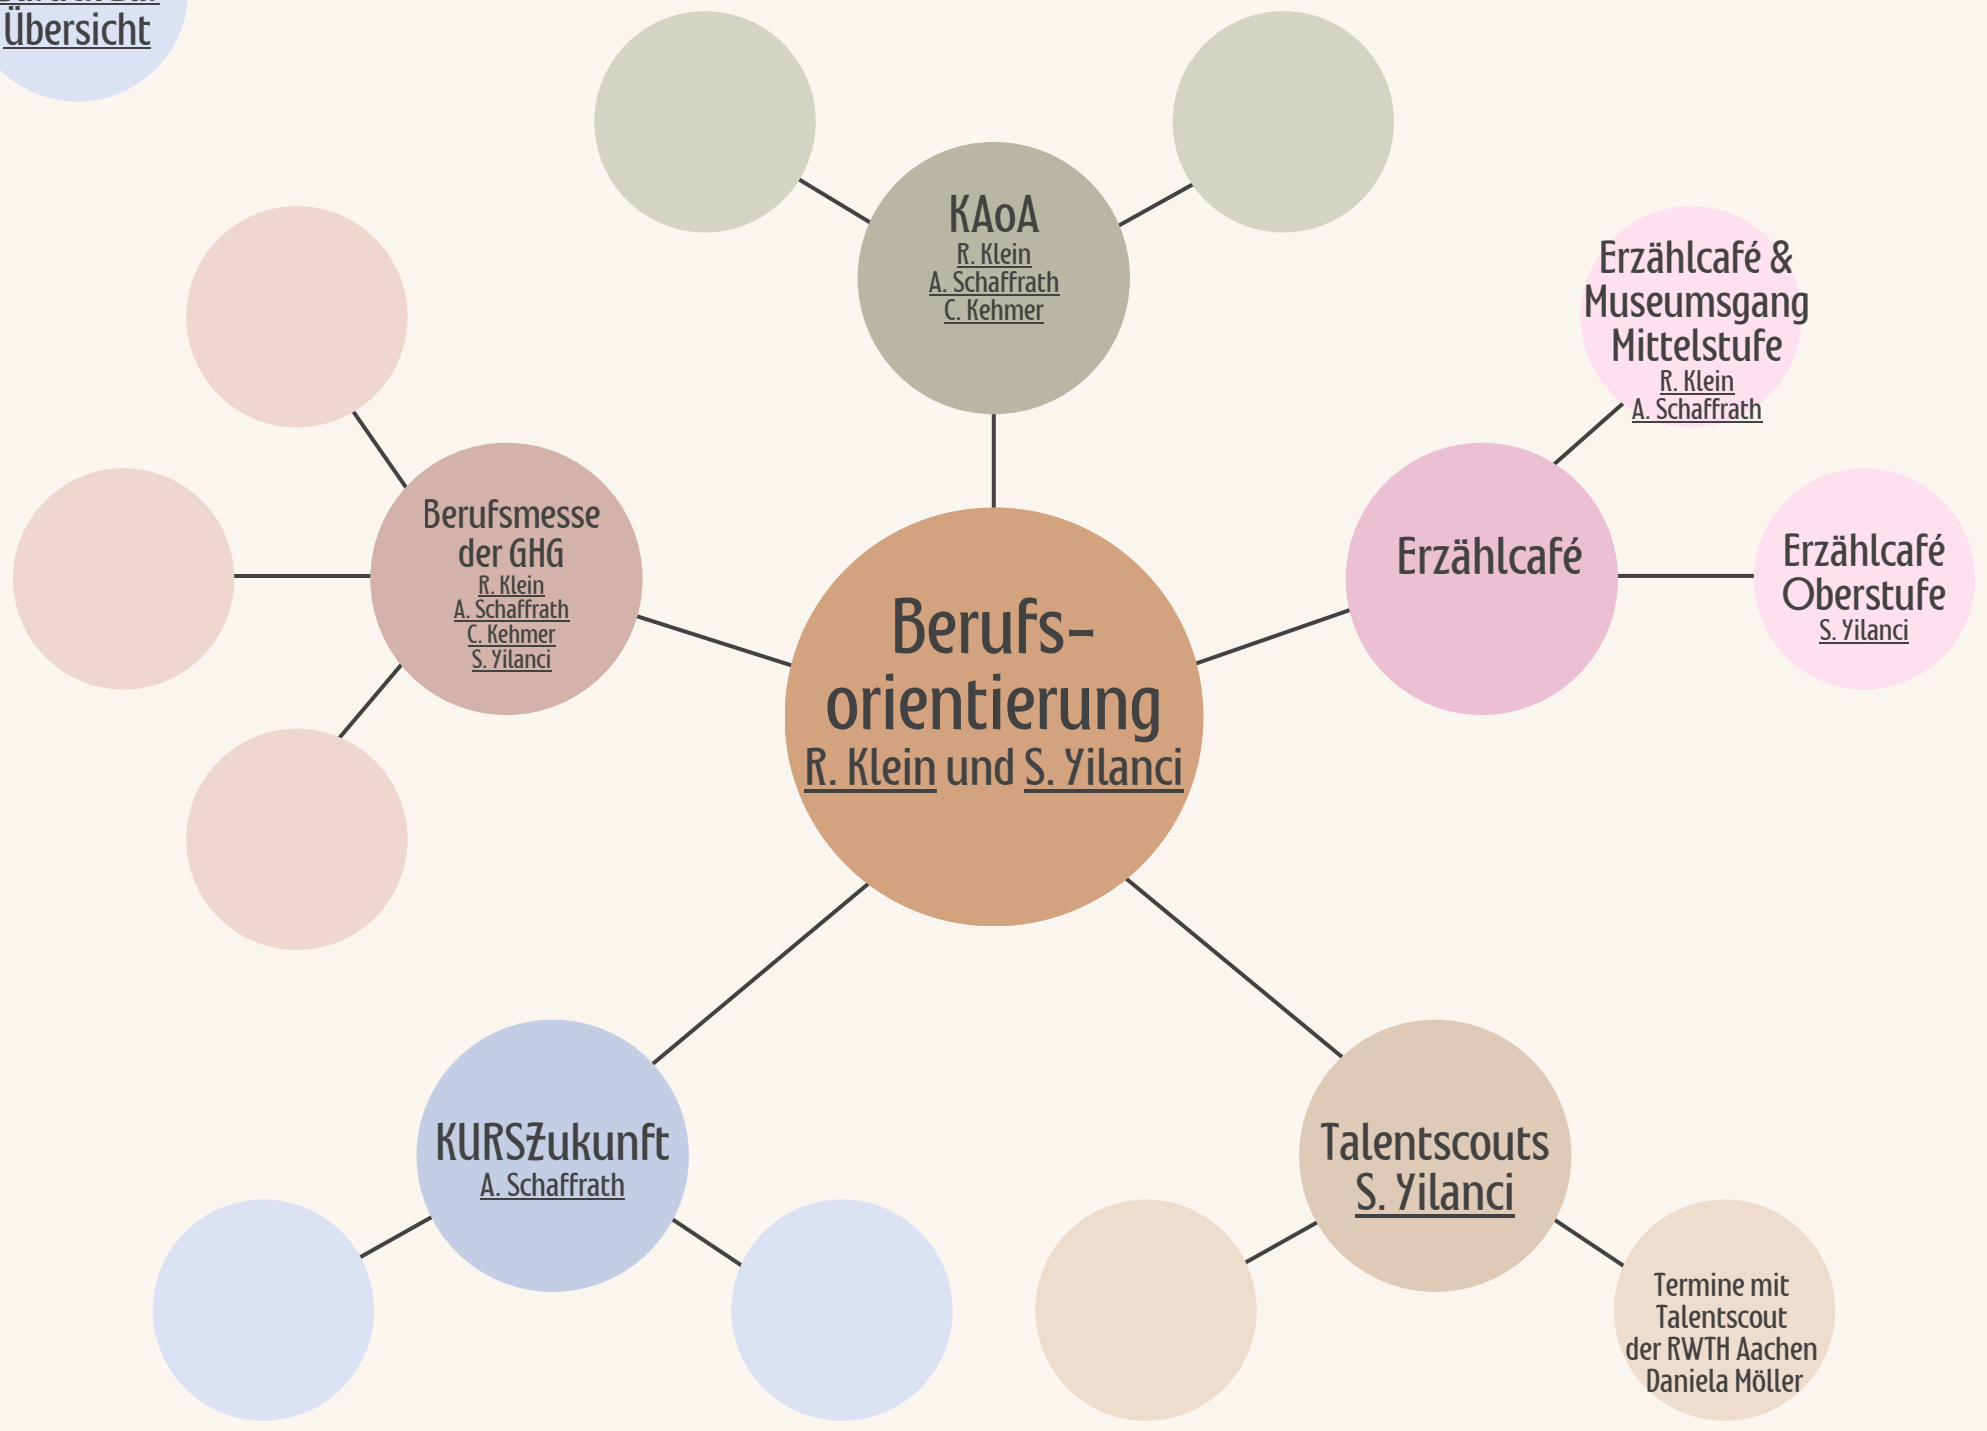 Übersicht
KAoA
R. Klein
A. Schaffrath
C. Kehmer
Erzählcafé &
Museumsgang
Mittelstufe
R. Klein
A. Schaffrath
Berufsmesse
der GHG
R. Klein
A. Schaffrath
C. Kehmer
S. Yilanci
Erzählcafé
Erzählcafé
Oberstufe
S. Yilanci
Berufs-
orientierung
R. Klein und S. Yilanci
KURSZukunft
A. Schaffrath
Talentscouts
S. Yilanci
Termine mit
Talentscout
der RWTH Aachen
Daniela Möller